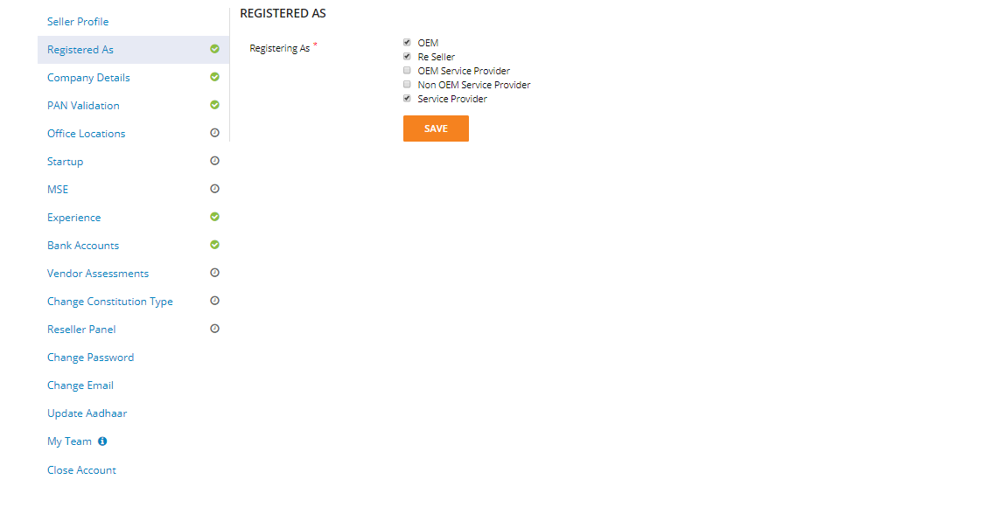 Seller Profile
Registered As
Company Details
PAN Validation
Office Locations
Startup
MSE
Experience
Bank Accounts
Vendor Assessments
Change Constitution Type
Reseller Panel
Change Password
Change Email
Update Aadhaar
My Team
Close Account
REGISTERED AS
Registering As *
OEM
Re Seller
OEM Service Provider
Non OEM Service Provider
Service Provider
SAVE